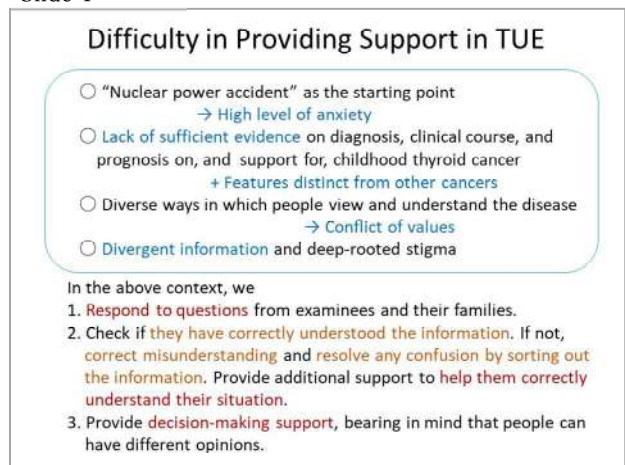 Difficulty in Providing Support in TUE
○ “Nuclear power accident” as the starting point
→ High level of anxiety
○ Lack of sufficient evidence on diagnosis, clinical course, and
prognosis on, and support for, childhood thyroid cancer
+ Features distinct from other cancers
○ Diverse ways in which people view and understand the disease
→ Conflict of values
○ Divergent information and deep-rooted stigma
In the above context, we
1. Respond to questions from examinees and their families.
2. Check if they have correctly understood the information. If not,
correct misunderstanding and resolve any confusion by sorting out
the information. Provide additional support to help them correctly
understand their situation.
3. Provide decision-making support, bearing in mind that people can
have different opinions.